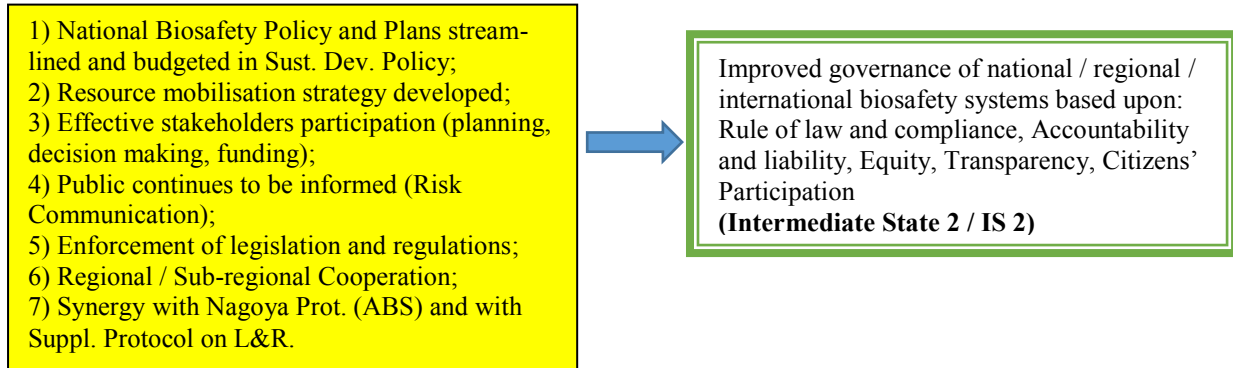 1) National Biosafety Policy and Plans stream-
lined and budgeted in Sust. Dev. Policy;
2) Resource mobilisation strategy developed;
3) Effective stakeholders participation (planning,
decision making, funding);
4) Public continues to be informed (Risk
Communication);
5) Enforcement of legislation and regulations;
6) Regional / Sub-regional Cooperation;
7) Synergy with Nagoya Prot. (ABS) and with
Suppl. Protocol on L&R.
Improved governance of national / regional /
international biosafety systems based upon:
Rule of law and compliance, Accountability
and liability, Equity, Transparency, Citizens’
Participation
(Intermediate State 2 / IS 2)